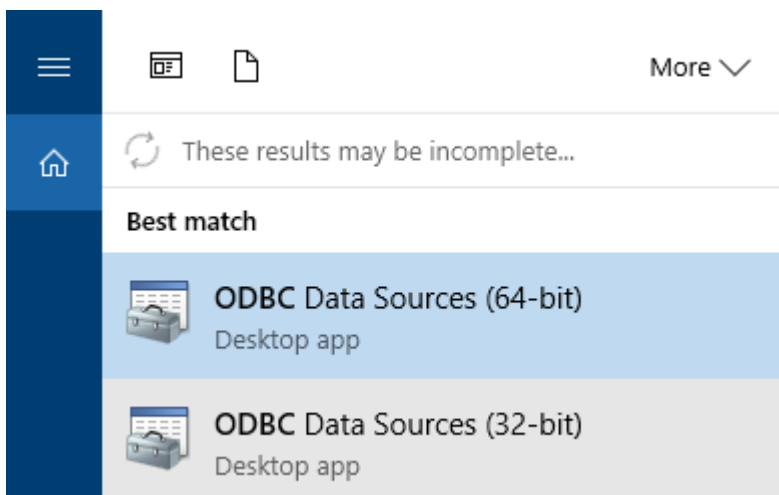 More
These results may be incomplete...
Best match
ODBC Data Sources (64-bit)
Desktop app
ODBC Data Sources (32-bit)
Desktop app